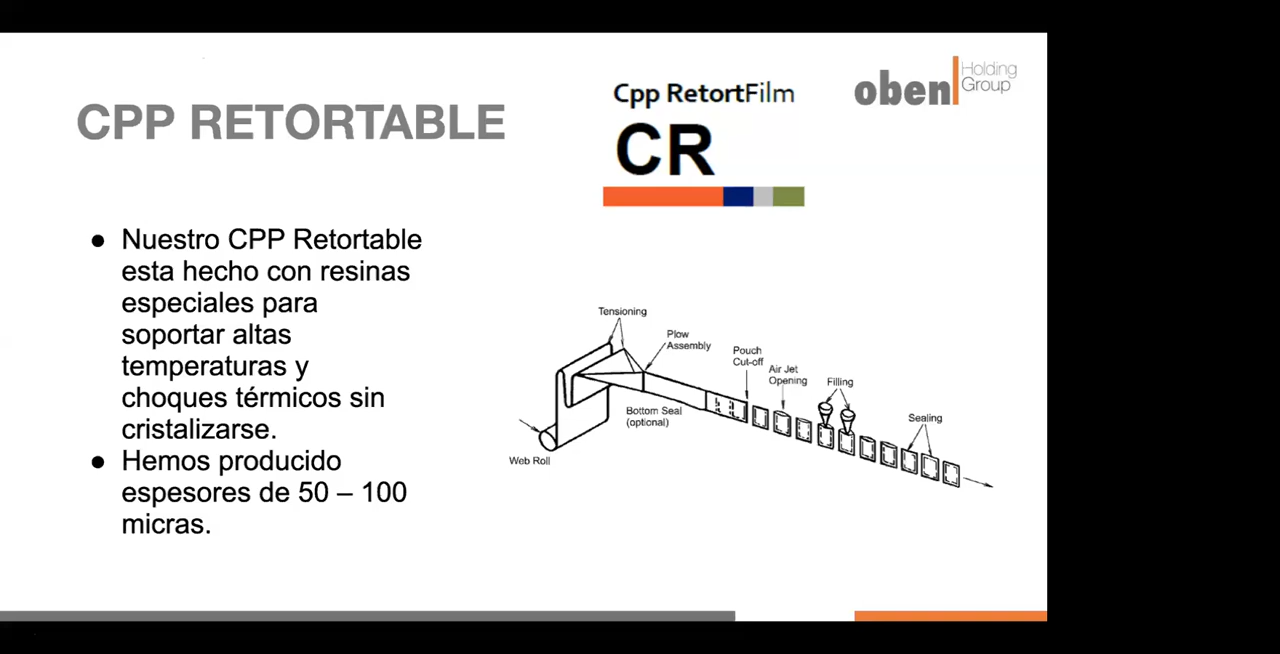 CPP RETORTABLE
Cpp RetortFilm
CR
oben
Holding
Group
● Nuestro CPP Retortable
esta hecho con resinas
especiales para
soportar altas
temperaturas y
choques térmicos sin
cristalizarse.
● Hemos producido
espesores de 50 – 100
micras.
Tensioning
Plow
Assembly
Pouch
Cut-off
Air Jet
Opening
Filling
Bottom Seal
(optional)
Sealing
Web Roll